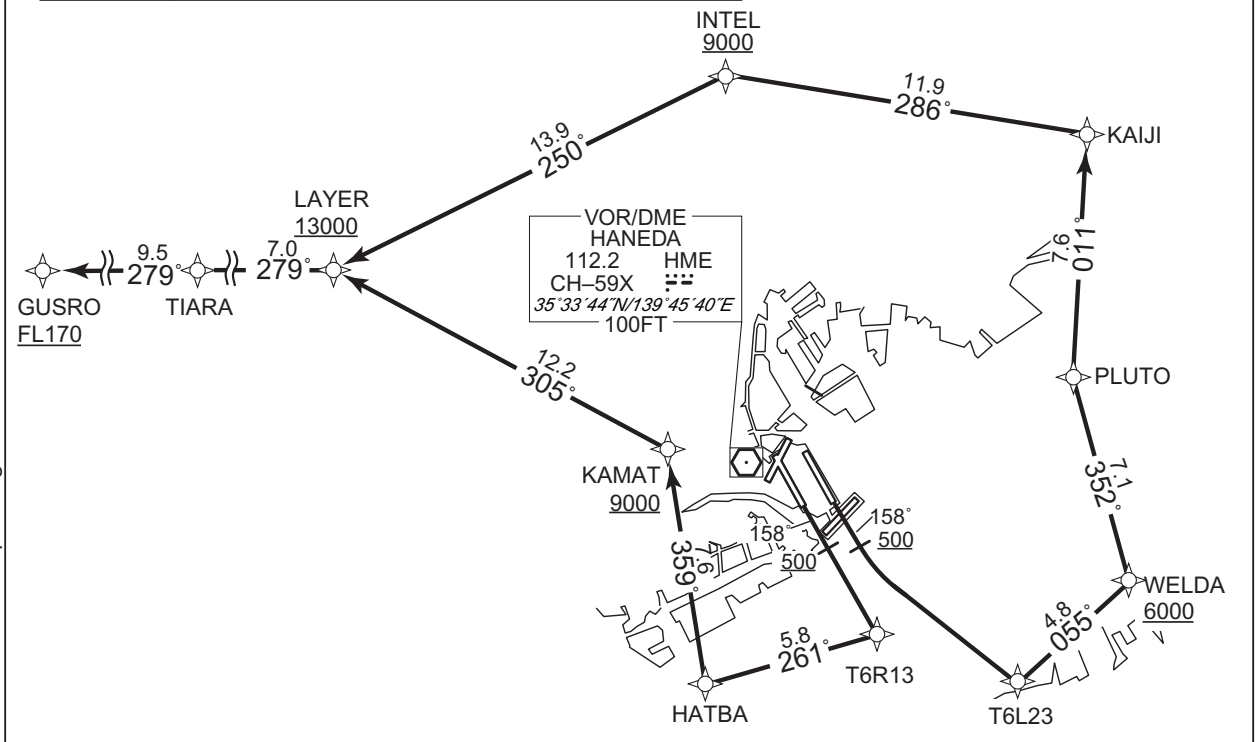 INTEL
9000
11.9
286°
KAIJI
13.9
250°
LAYER
13000
7.0
279°
9.5
279°
GUSRO
FL170
TIARA
VOR/DME
HANEDA
112.2 HME
CH–59X
35°33´44˝N/139°45´40˝E
100FT
7.6
011°
12.2
305°
PLUTO
KAMAT
9000
7.1
352°
158°
500
158°
500
7.6
359°
WELDA
6000
4.8
055°
5.8
261°
T6R13
HATBA
T6L23